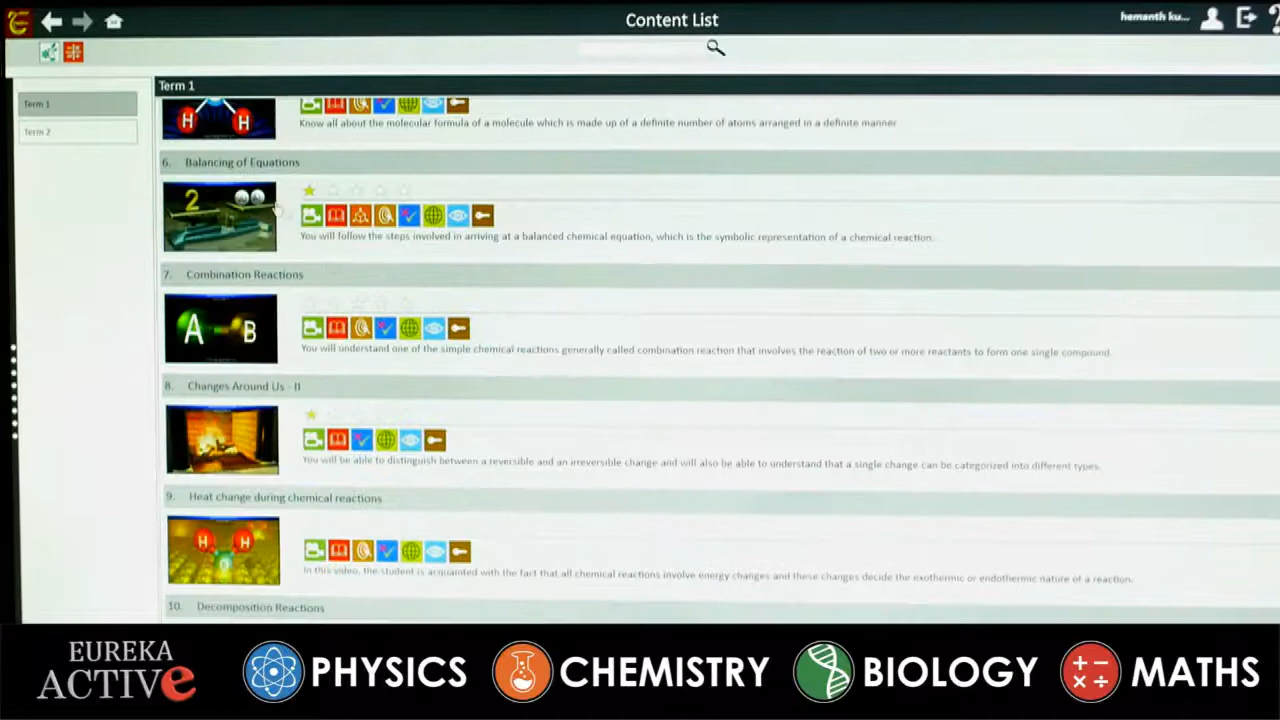 Content List
hemanth ku...
Term 1
Term 1
Term 2
H H
Know all about the molecular formula of a molecule which is made up of a definite number of atoms arranged in a definite manner
6. Balancing of Equations
2
You will follow the steps involved in arriving at a balanced chemical equation, which is the symbolic representation of a chemical reaction.
7. Combination Reactions
A B
You will understand one of the simple chemical reactions generally called combination reaction that involves the reaction of two or more reactants to form one single compound.
8. Changes Around Us - II
You will be able to distinguish between a reversible and an irreversible change and will also be able to understand that a single change can be categorized into different types.
9. Heat change during chemical reactions
H H
In this video, the student is acquainted with the fact that all chemical reactions involve energy changes and these changes decide the exothermic or endothermic nature of a reaction.
10. Decomposition Reactions
EUREKA
ACTIVe
PHYSICS
CHEMISTRY
BIOLOGY
MATHS